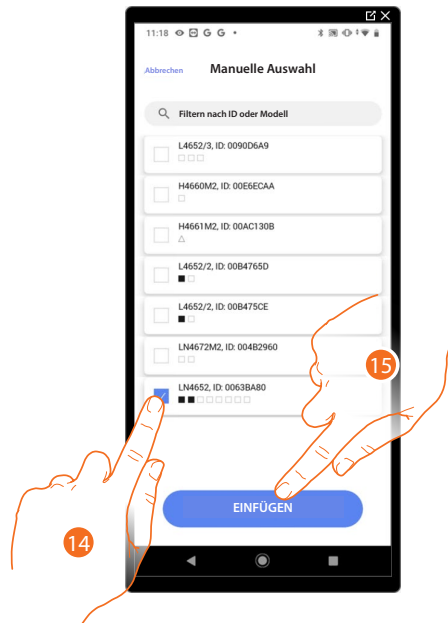 11:18 G G
Abbrechen Manuelle Auswahl
Filtern nach ID oder Modell
L4652/3, ID: 0090D6A9
H4660M2, ID: 00E6ECAA
H4661M2, ID: 00AC130B
L4652/2, ID: 00B4765D
L4652/2, ID: 00B475CE
LN4672M2, ID: 004B2960
LN4652, ID: 0063BA80
15
EINFÜGEN
14